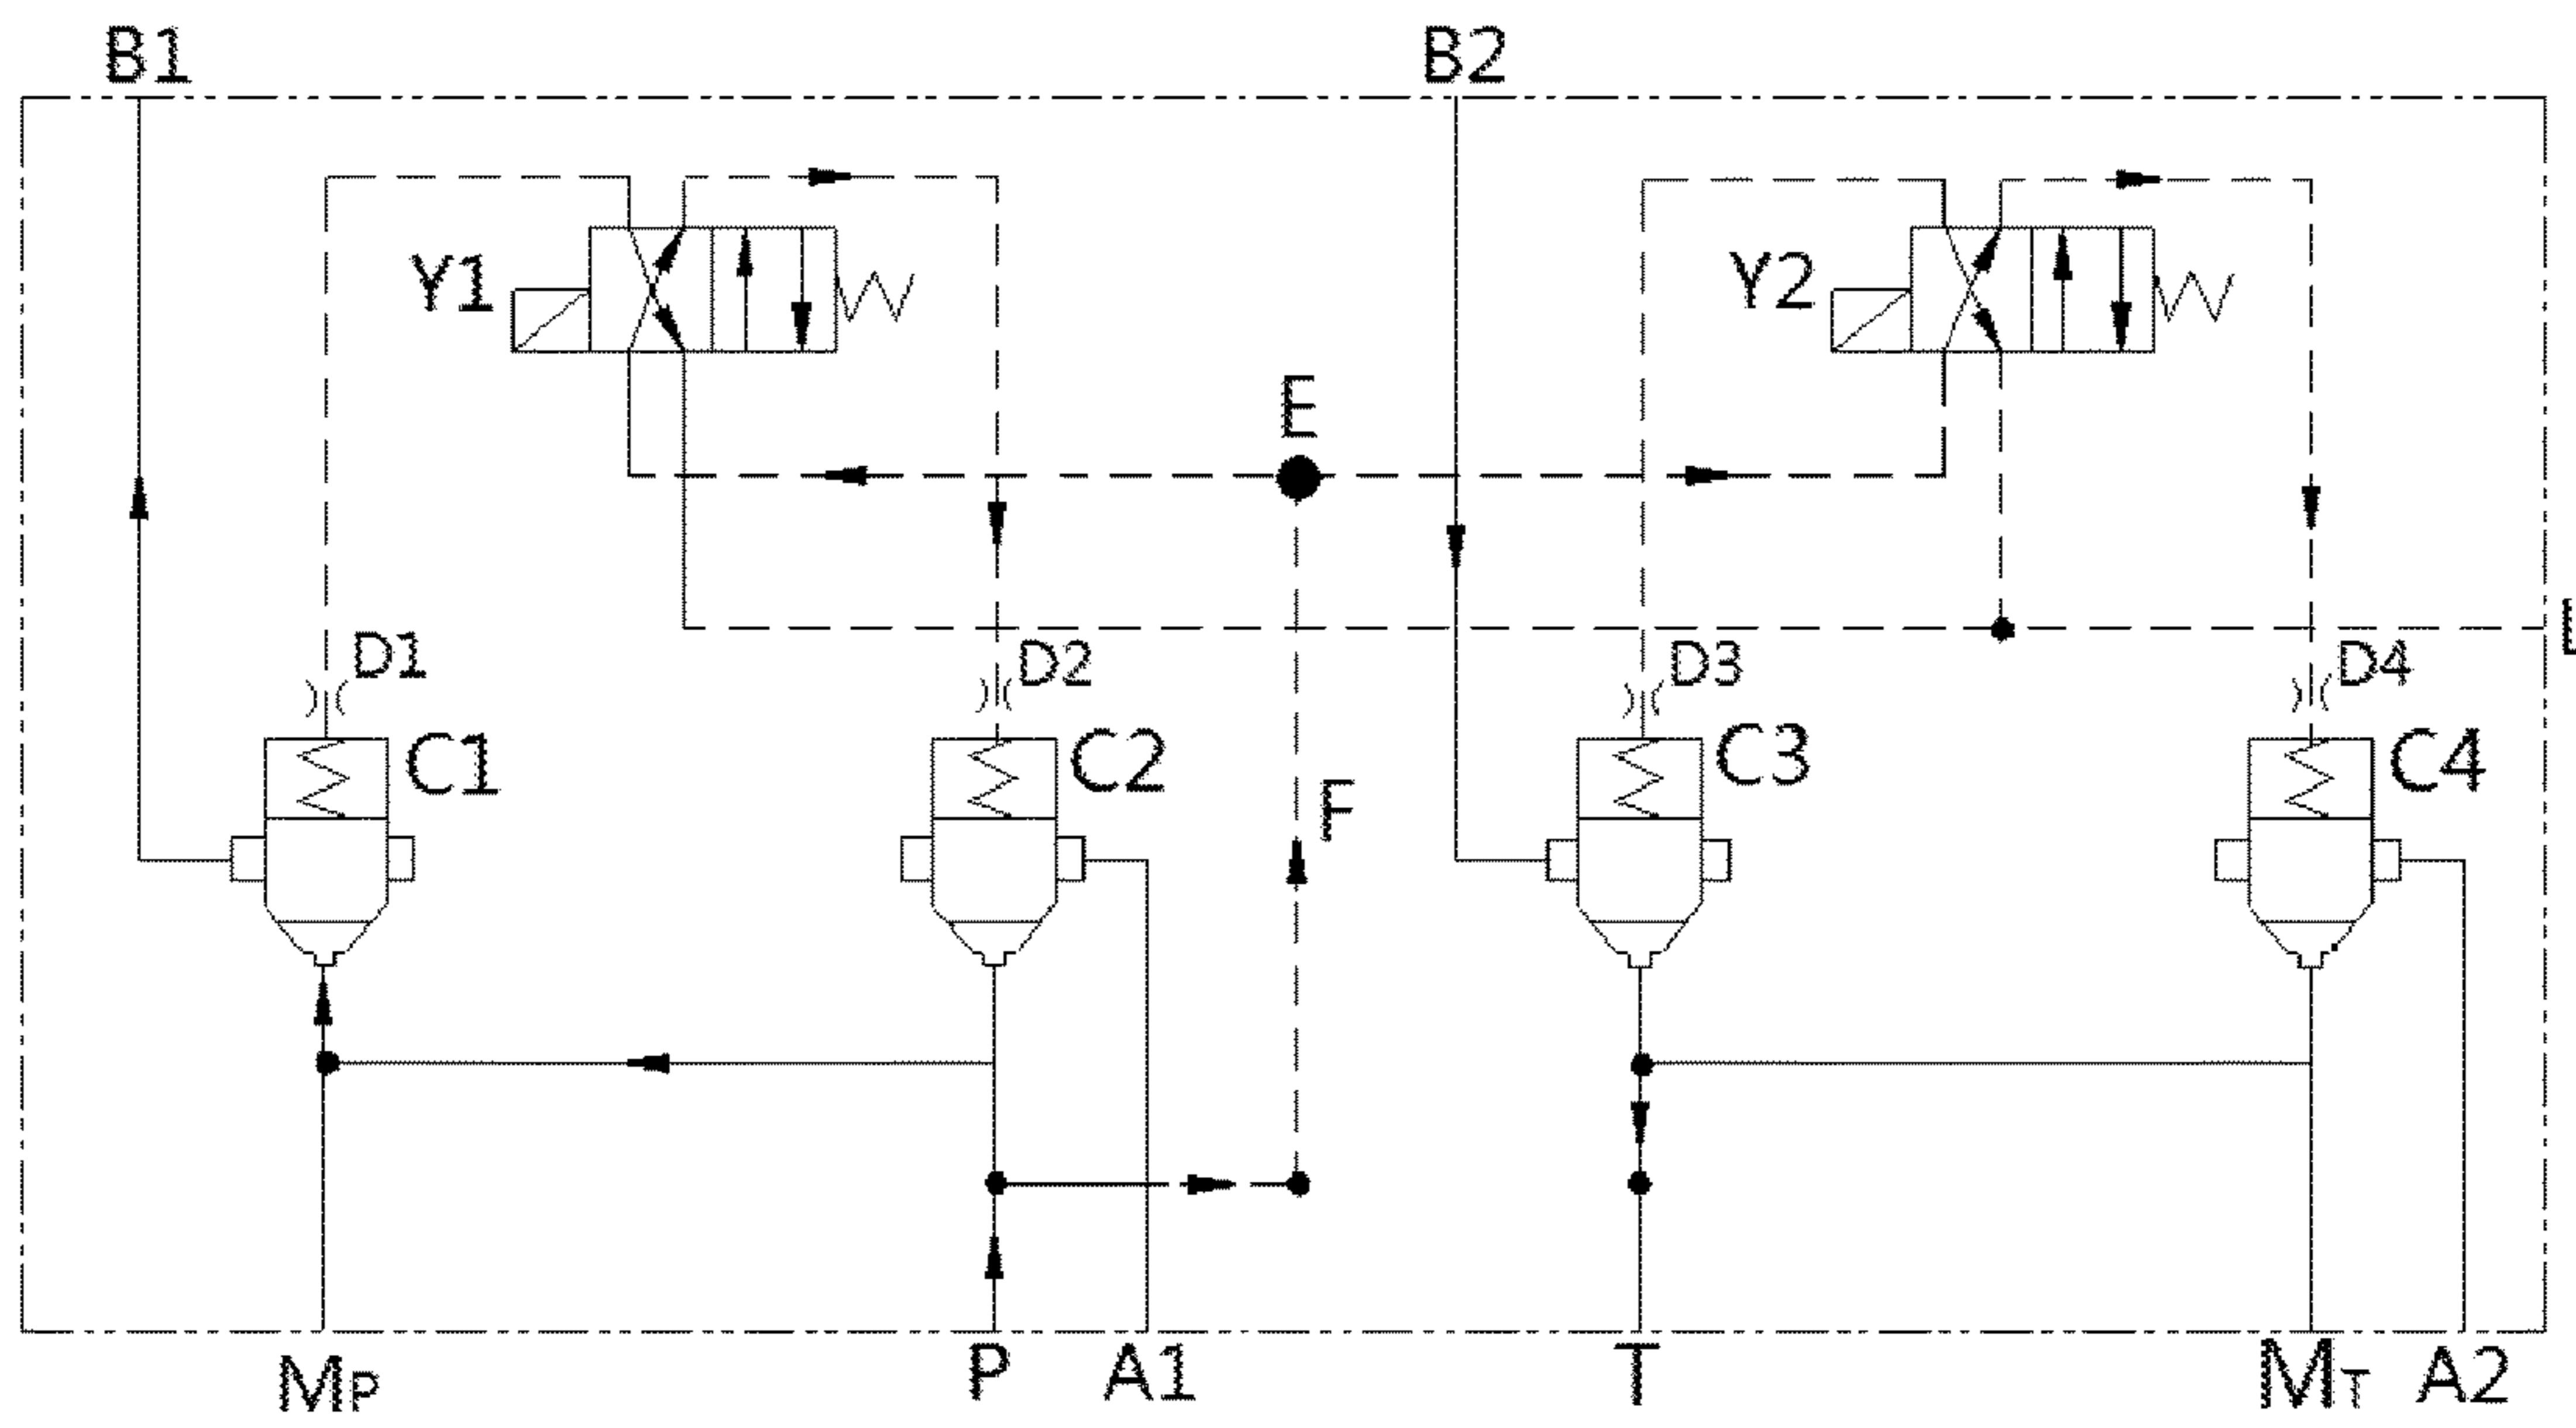 B1 B2
Y1 Y2
E
D1 D2 D3 D4
L
C1 C2 C3 C4
F
MP P A1 T MT A2